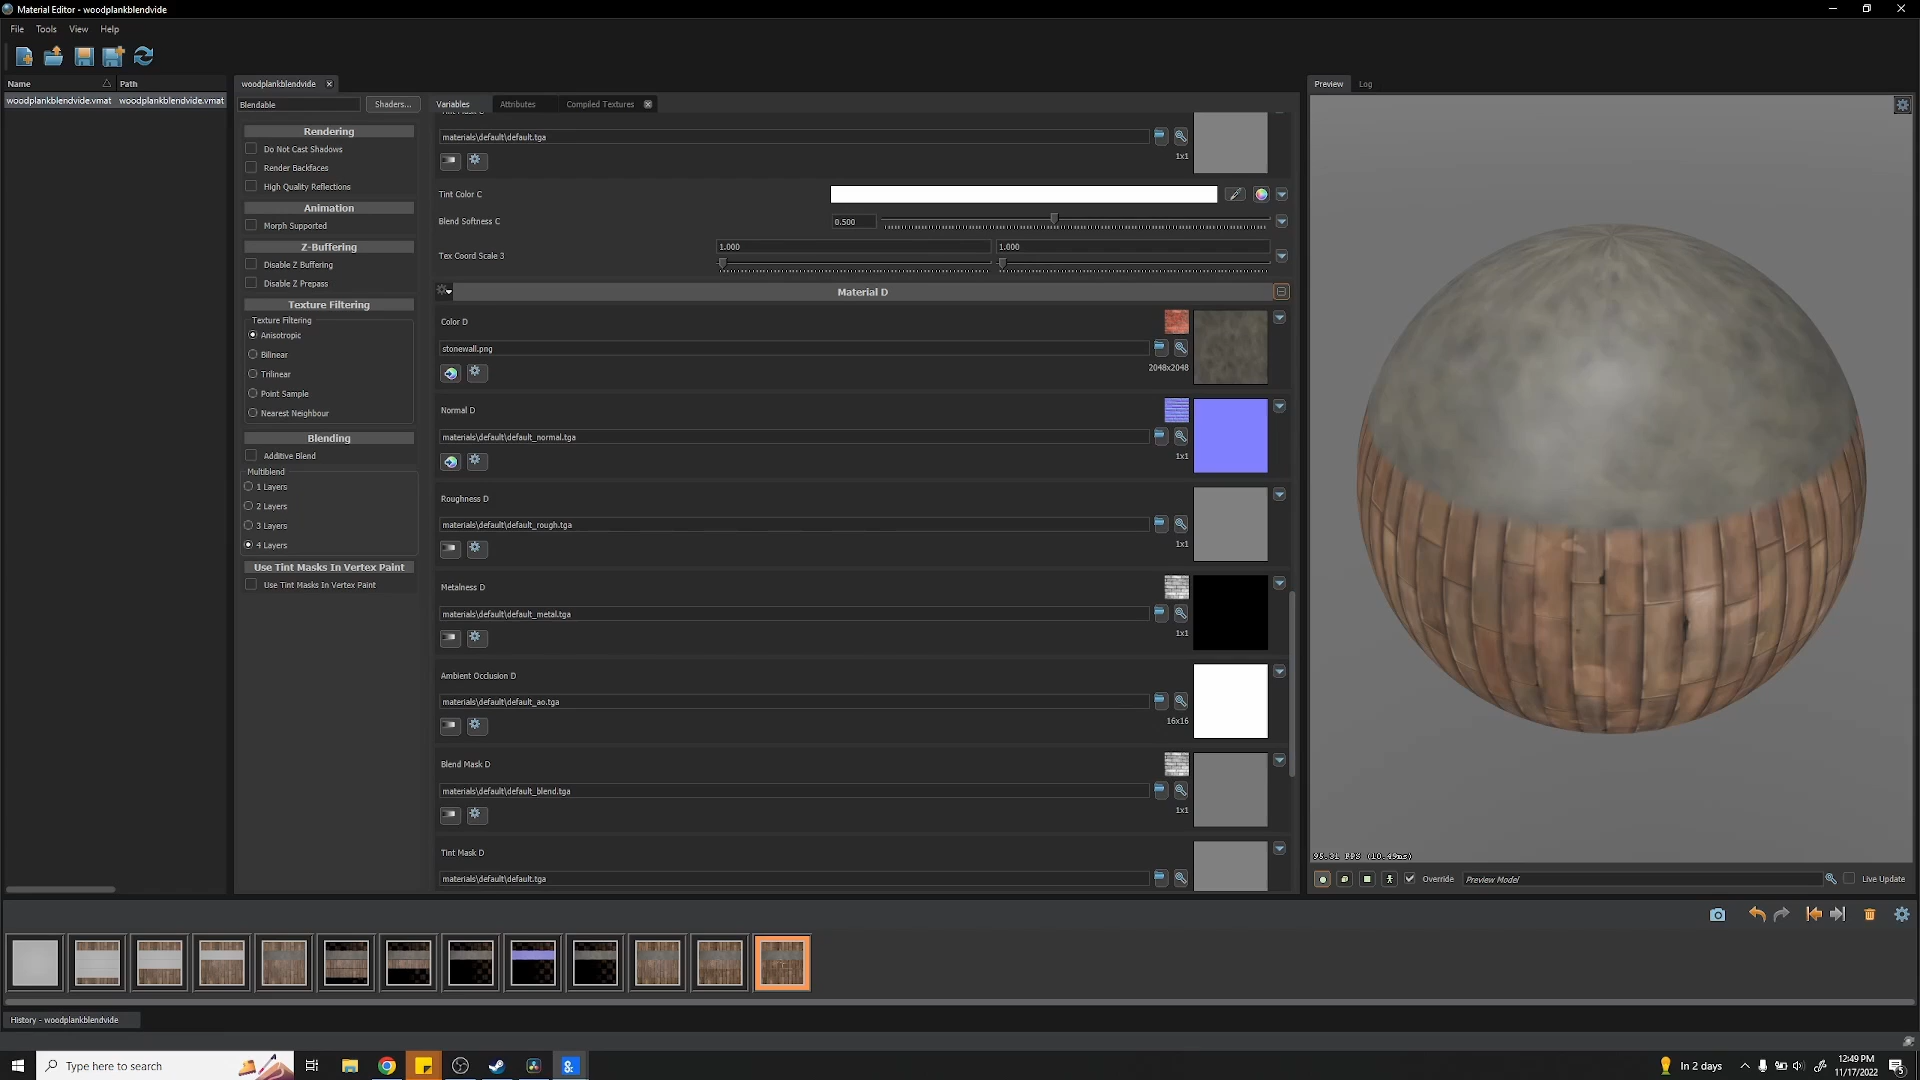 Material Editor - woodplankblendvide
File Tools View Help
Name Path
woodplankblendvide.vmat woodplankblendvide.vmat
woodplankblendvide
Blendable Shaders...
Rendering
Do Not Cast Shadows
Render Backfaces
High Quality Reflections
Animation
Morph Supported
Z-Buffering
Disable Z Buffering
Disable Z Prepass
Texture Filtering
Texture Filtering
Anisotropic
Bilinear
Trilinear
Point Sample
Nearest Neighbour
Blending
Additive Blend
Multiblend
1 Layers
2 Layers
3 Layers
4 Layers
Use Tint Masks In Vertex Paint
Use Tint Masks In Vertex Paint
Variables Attributes Compiled Textures
materials\default\default.tga
1x1
Tint Color C
Blend Softness C 0.500
Tex Coord Scale 3 1.000 1.000
Material D
Color D
stonewall.png
2048x2048
Normal D
materials\default\default_normal.tga
1x1
Roughness D
materials\default\default_rough.tga
1x1
Metalness D
materials\default\default_metal.tga
1x1
Ambient Occlusion D
materials\default\default_ao.tga
16x16
Blend Mask D
materials\default\default_blend.tga
1x1
Tint Mask D
materials\default\default.tga
Preview Log
95.31 FPS (10.49ms)
Override Preview Model Live Update
History - woodplankblendvide
Type here to search
In 2 days
12:49 PM
11/17/2022